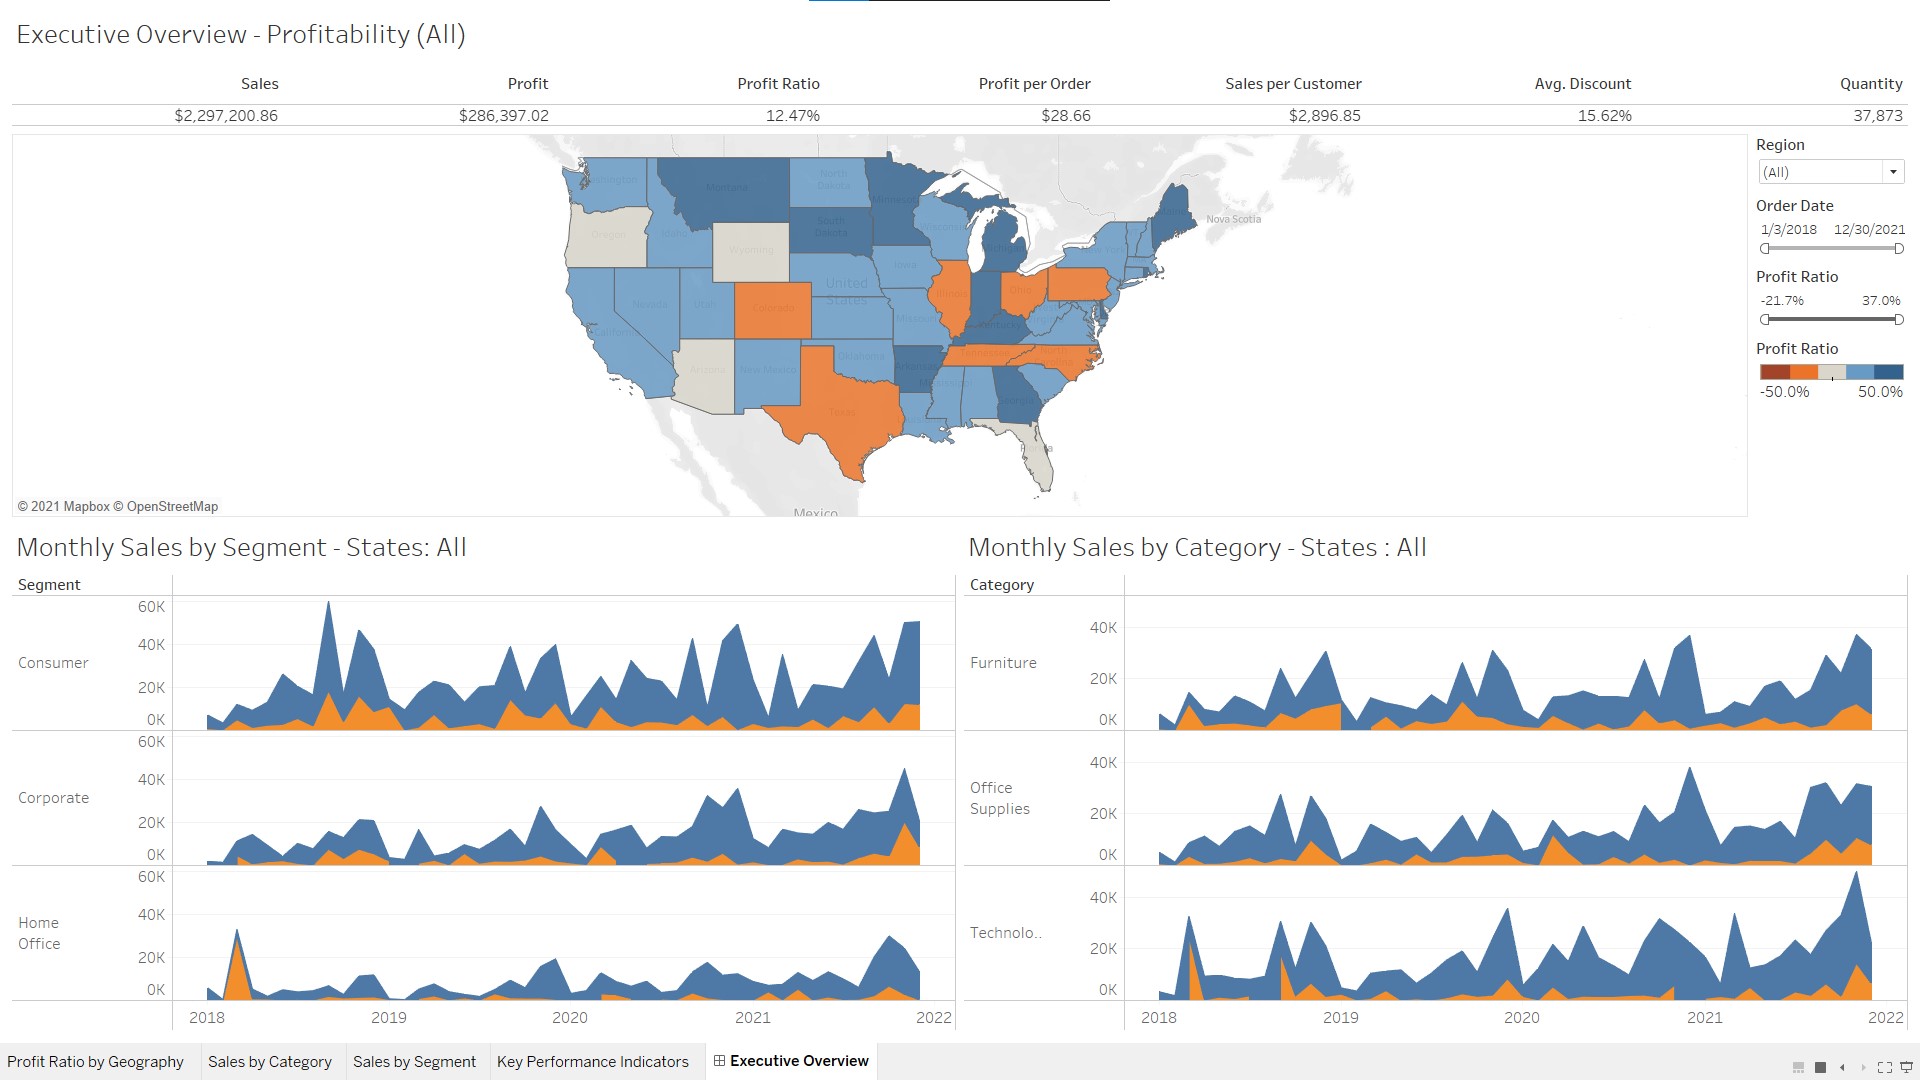 Executive Overview - Profitability (All)
Sales Profit Profit Ratio Profit per Order Sales per Customer Avg. Discount Quantity
$2,297,200.86 $286,397.02 12.47% $28.66 $2,896.85 15.62% 37,873
Region
(All)
Order Date
1/3/2018 12/30/2021
Profit Ratio
-21.7% 37.0%
Profit Ratio
-50.0% 50.0%
Montana
North
Dakota
South
Dakota
Oregon
Idaho
Wyoming
Wisconsin
Iowa
Nevada
Utah
Colorado
United
States
Illinois
Ohio
Missouri
Kentucky
California
Arizona
New Mexico
Oklahoma
Arkansas
Tennessee
North
Carolina
Texas
Georgia
Nova Scotia
Mexico
© 2021 Mapbox © OpenStreetMap
Monthly Sales by Segment - States: All
Segment
Consumer
60K
40K
20K
0K
Corporate
60K
40K
20K
0K
Home
Office
60K
40K
20K
0K
2018 2019 2020 2021 2022
Monthly Sales by Category - States : All
Category
Furniture
40K
20K
0K
Office
Supplies
40K
20K
0K
Technolo..
40K
20K
0K
2018 2019 2020 2021 2022
Profit Ratio by Geography Sales by Category Sales by Segment Key Performance Indicators Executive Overview